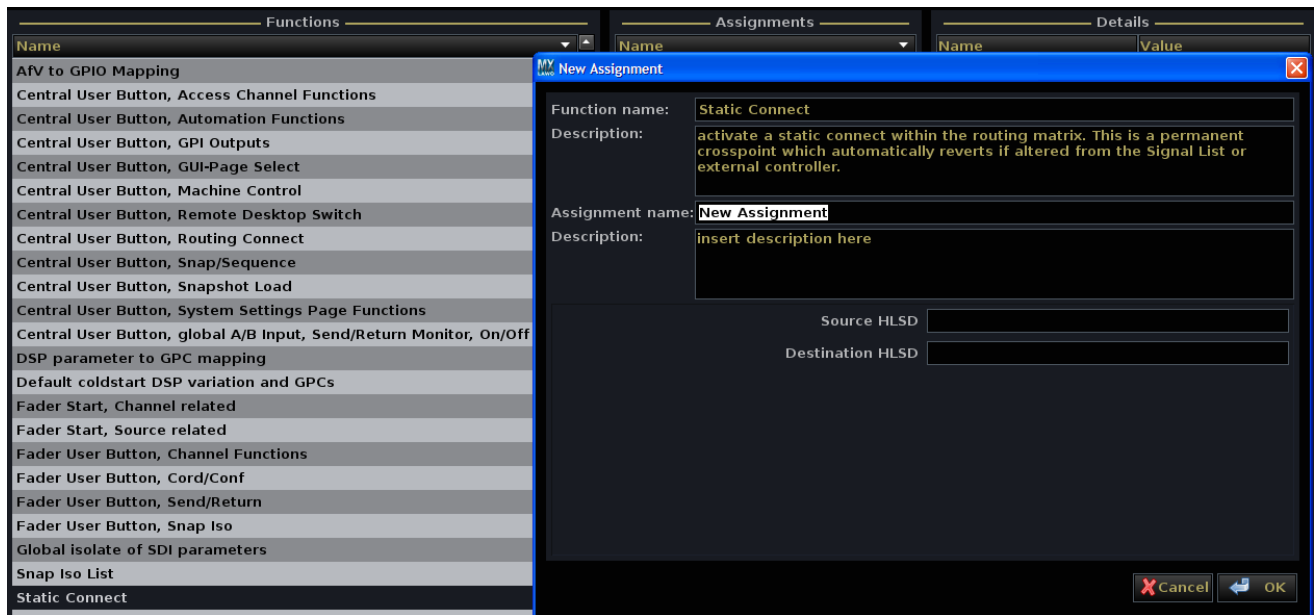 Functions
Assignments
Details
Name
Name
Name
Value
AfV to GPIO Mapping
Central User Button, Access Channel Functions
Central User Button, Automation Functions
Central User Button, GPI Outputs
Central User Button, GUI-Page Select
Central User Button, Machine Control
Central User Button, Remote Desktop Switch
Central User Button, Routing Connect
Central User Button, Snap/Sequence
Central User Button, Snapshot Load
Central User Button, System Settings Page Functions
Central User Button, global A/B Input, Send/Return Monitor, On/Off
DSP parameter to GPC mapping
Default coldstart DSP variation and GPCs
Fader Start, Channel related
Fader Start, Source related
Fader User Button, Channel Functions
Fader User Button, Cord/Conf
Fader User Button, Send/Return
Fader User Button, Snap Iso
Global isolate of SDI parameters
Snap Iso List
Static Connect
MY LAWO New Assignment
Function name: Static Connect
Description: activate a static connect within the routing matrix. This is a permanent
crosspoint which automatically reverts if altered from the Signal List or
external controller.
Assignment name: New Assignment
Description: insert description here
Source HLSD
Destination HLSD
Cancel
OK